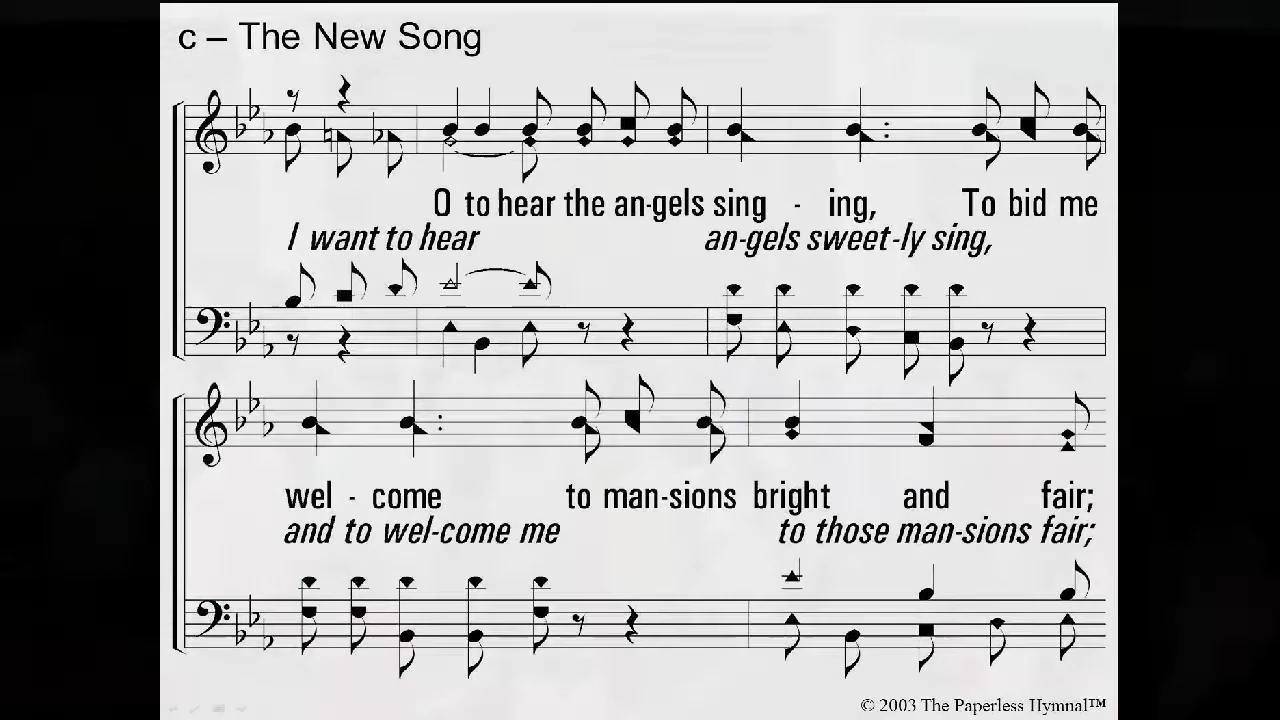 c – The New Song
O to hear the an-gels sing - ing, To bid me
I want to hear an-gels sweet-ly sing,
wel - come to man-sions bright and fair;
and to wel-come me to those man-sions fair;
© 2003 The Paperless Hymnal™